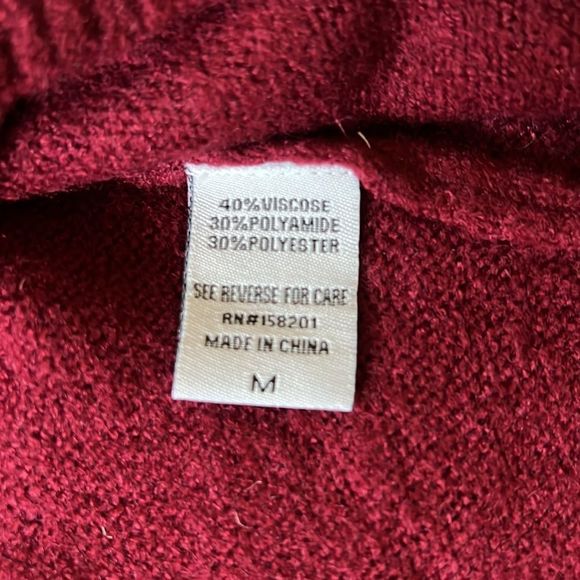 40%VISCOSE
30%POLYAMIDE
30%POLYESTER
SEE REVERSE FOR CARE
RN#158201
MADE IN CHINA
M